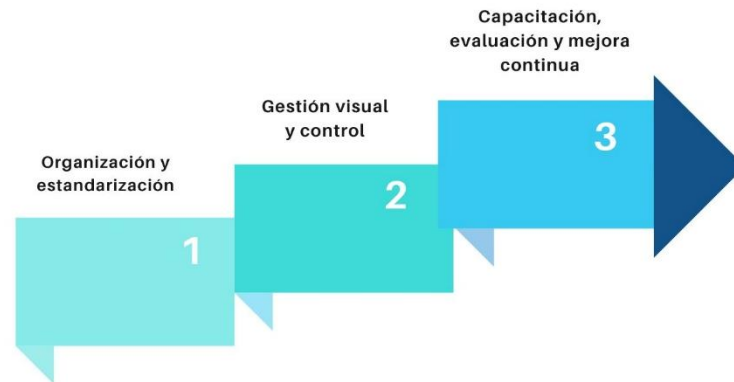 Organización y
estandarización
1
Gestión visual
y control
2
Capacitación,
evaluación y mejora
continua
3